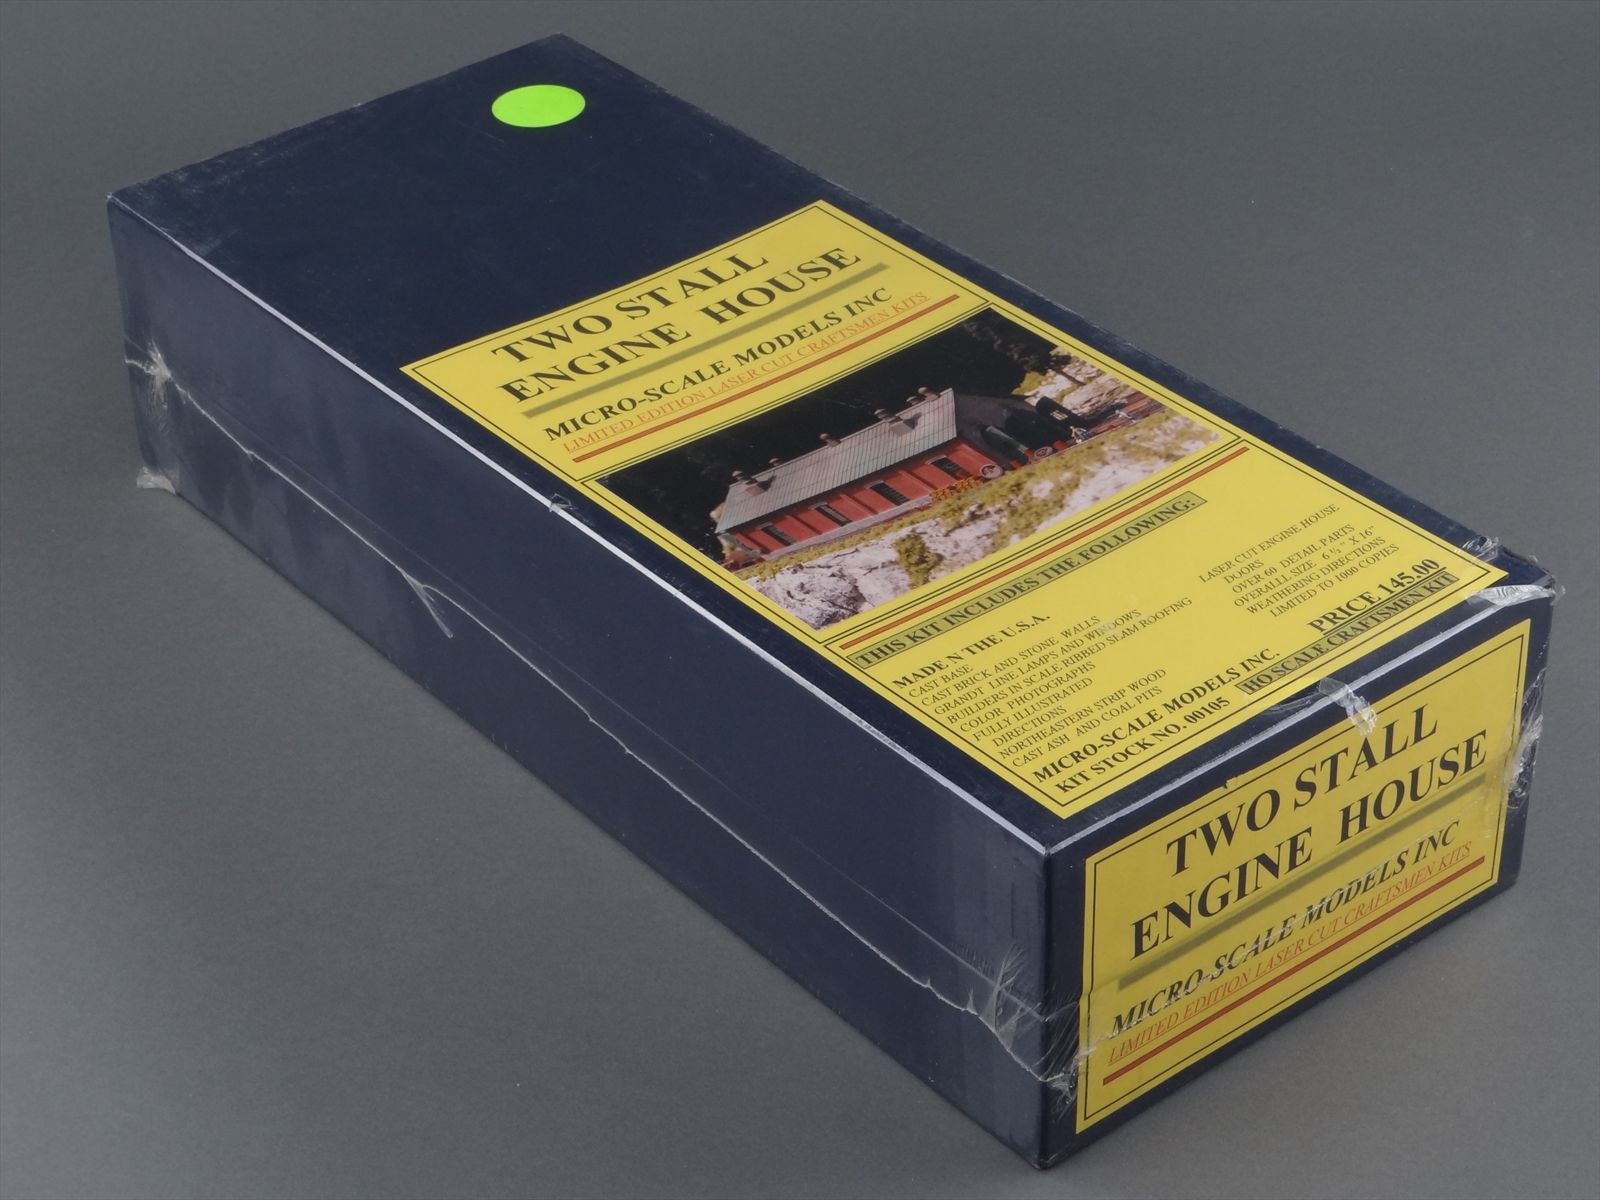 TWO STALL
ENGINE HOUSE
MICRO-SCALE MODELS INC
LIMITED EDITION LASER CUT CRAFTSMEN KITS
THIS KIT INCLUDES THE FOLLOWING:
MADE N THE U.S.A.
CAST BASE
CAST BRICK AND STONE WALLS
GRANDT LINE LAMPS AND WINDOWS
BUILDERS IN SCALE RIBBED SEAM ROOFING
COLOR PHOTOGRAPHS
FULLY ILLUSTRATED
DIRECTIONS
NORTHEASTERN STRIP WOOD
CAST ASH AND COAL PITS
LASER CUT ENGINE HOUSE
DOORS
OVER 60 DETAIL PARTS
OVERALLL SIZE 6 ½" X 16"
WEATHERING DIRECTIONS
LIMITED TO 1000 COPIES
PRICE 145.00
MICRO-SCALE MODELS INC.
HO SCALE CRAFTSMEN KIT
KIT STOCK NO. 00105
TWO STALL
ENGINE HOUSE
MICRO-SCALE MODELS INC
LIMITED EDITION LASER CUT CRAFTSMEN KITS